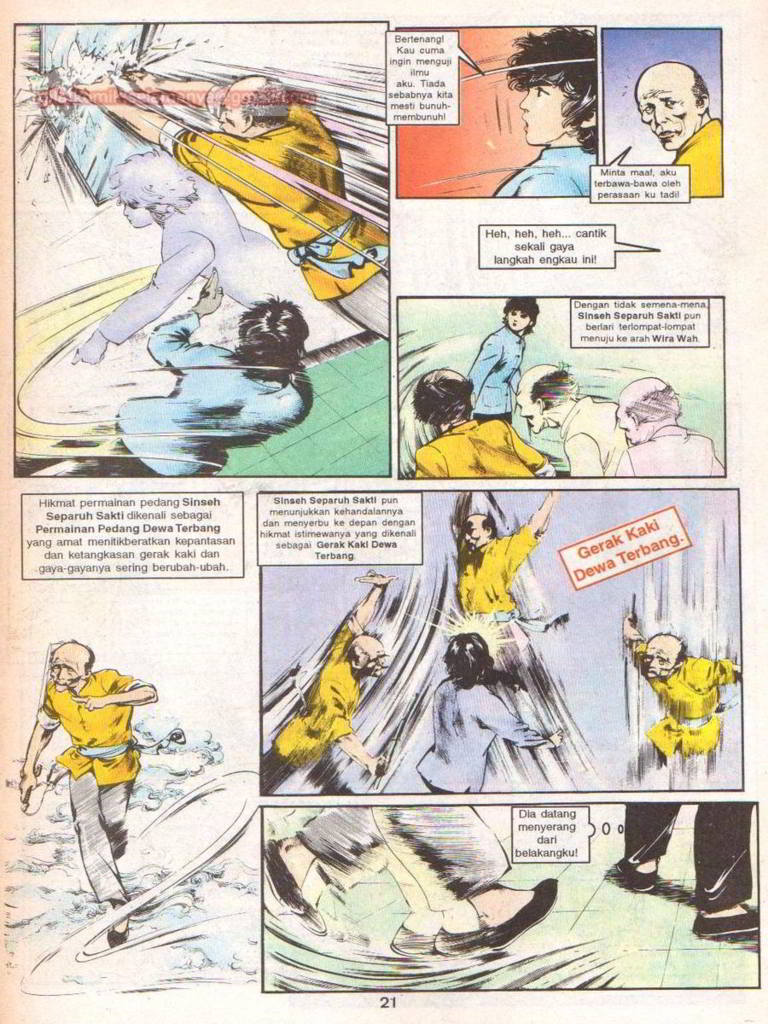 Bertenang!
Kau cuma
ingin menguji
ilmu
aku. Tiada
sebabnya kita
mesti bunuh-
membunuh!
Minta maaf, aku
terbawa-bawa oleh
perasaan ku tadi!
Heh, heh, heh... cantik
sekali gaya
langkah engkau ini!
Dengan tidak semena-mena,
Sinseh Separuh Sakti pun
berlari terlompat-lompat
menuju ke arah Wira Wah.
Hikmat permainan pedang Sinseh
Separuh Sakti dikenali sebagai
Permainan Pedang Dewa Terbang
yang amat menitikberatkan kepantasan
dan ketangkasan gerak kaki dan
gaya-gayanya sering berubah-ubah.
Sinseh Separuh Sakti pun
menunjukkan kehandalannya
dan menyerbu ke depan dengan
hikmat istimewanya yang dikenali
sebagai Gerak Kaki Dewa
Terbang.
Gerak Kaki
Dewa Terbang.
Dia datang
menyerang
dari
belakangku!
21